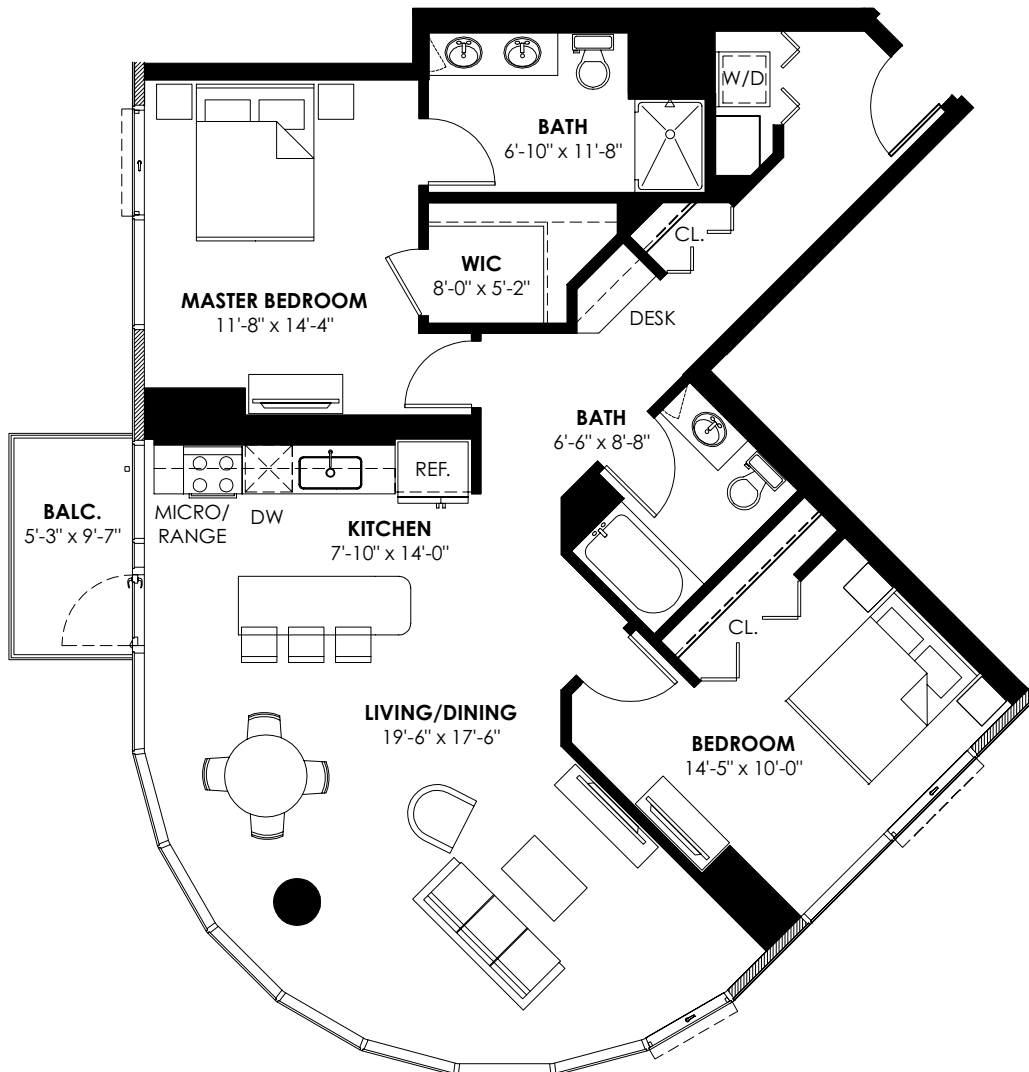 W/D
BATH
6'-10" x 11'-8"
CL.
WIC
8'-0" x 5'-2"
MASTER BEDROOM
11'-8" x 14'-4"
DESK
BATH
6'-6" x 8'-8"
REF.
BALC.
5'-3" x 9'-7"
MICRO/
RANGE
DW
KITCHEN
7'-10" x 14'-0"
CL.
LIVING/DINING
19'-6" x 17'-6"
BEDROOM
14'-5" x 10'-0"